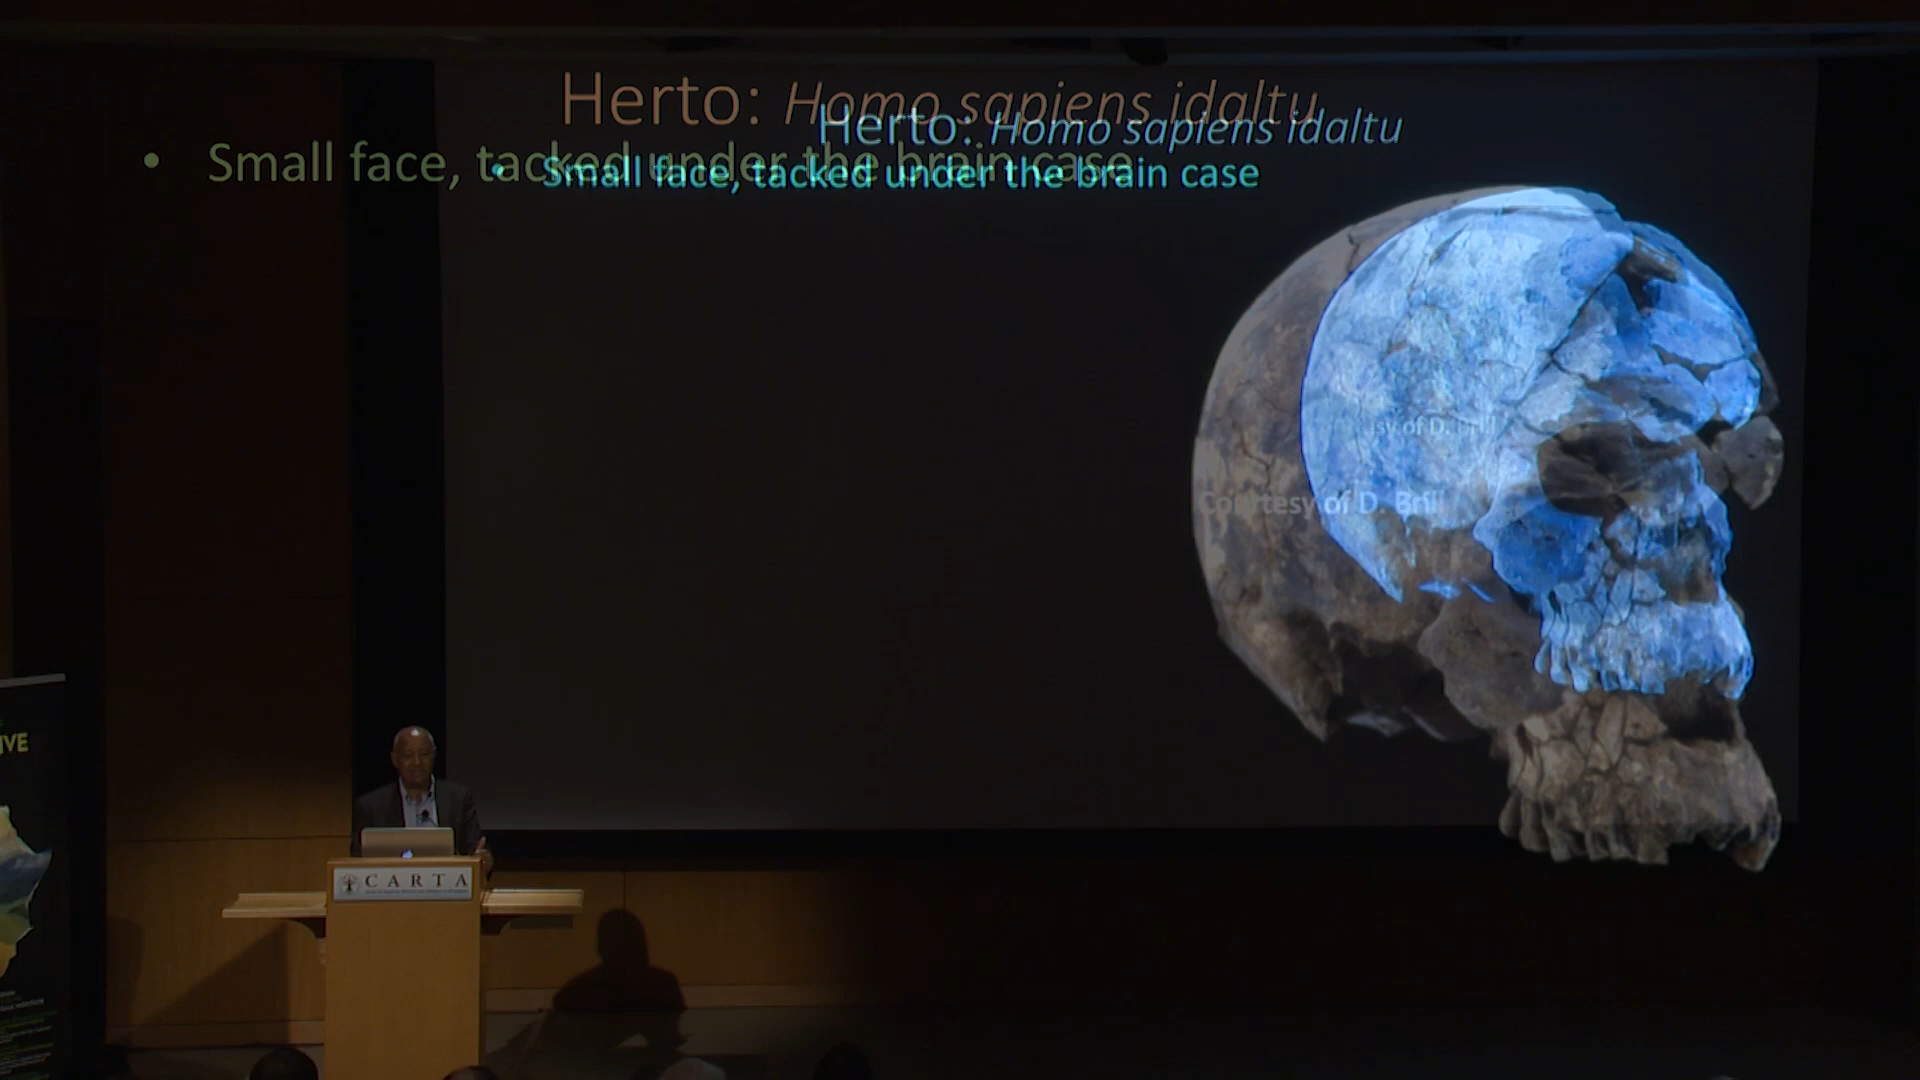 Herto: Homo sapiens idaltu
Herto: Homo sapiens idaltu
• Small face, tacked under the brain case
• Small face, tacked under the brain case
Courtesy of D. Brill
Courtesy of D. Brill
IVE
CARTA